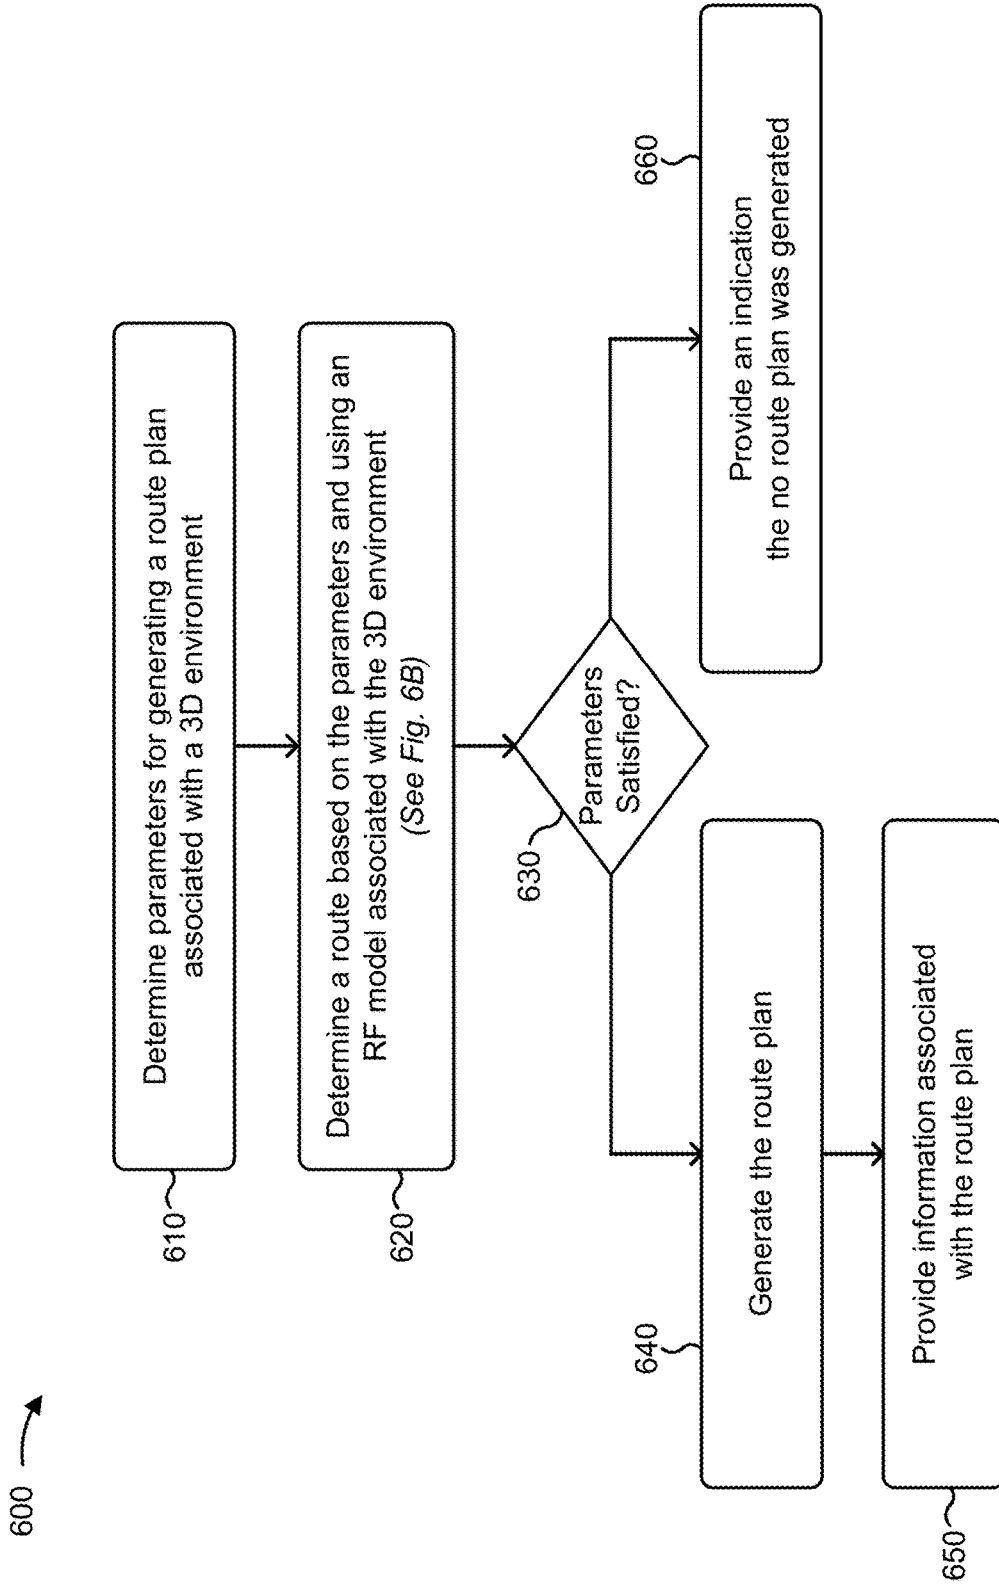 600
610
Determine parameters for generating a route plan
associated with a 3D environment
620
Determine a route based on the parameters and using an
RF model associated with the 3D environment
(See Fig. 6B)
630
Parameters
Satisfied?
640
Generate the route plan
650
Provide information associated
with the route plan
660
Provide an indication
the no route plan was generated